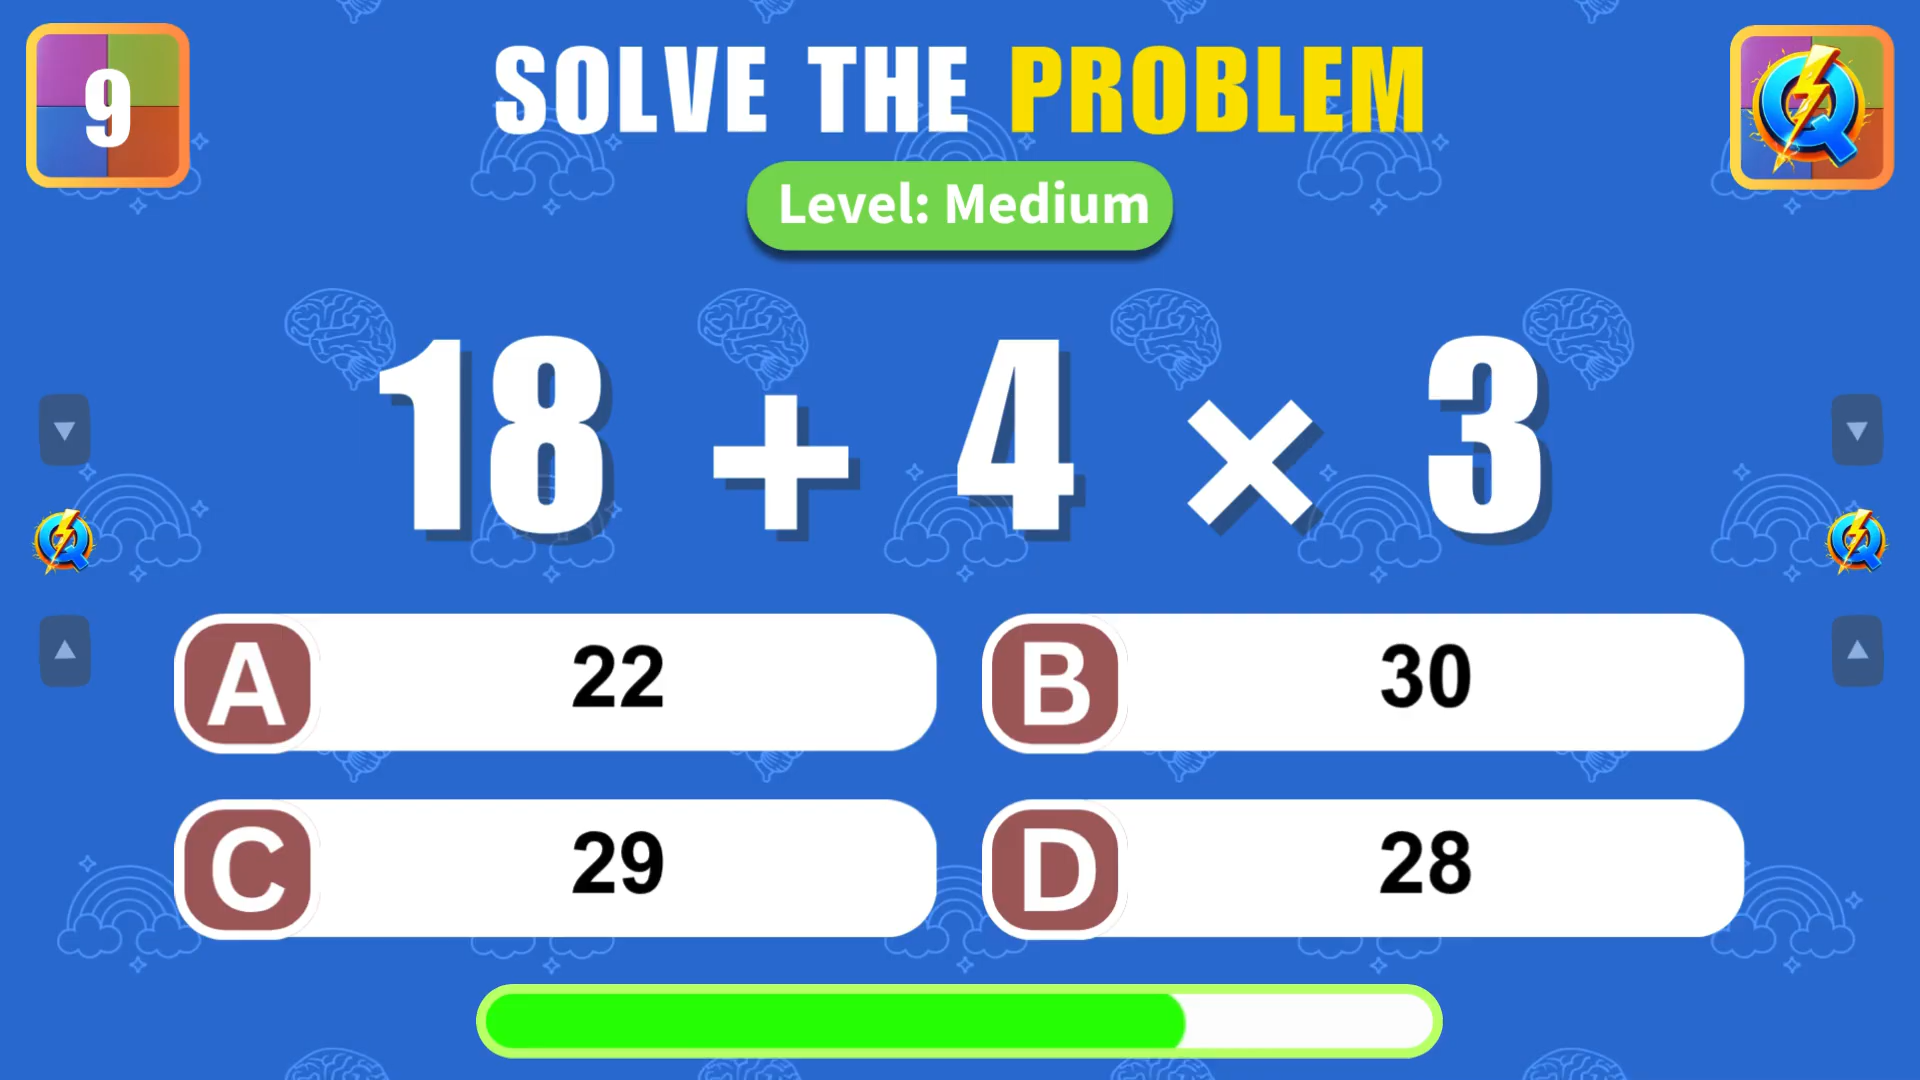 9
SOLVE THE PROBLEM
Level: Medium
18 + 4 × 3
A 22
B 30
C 29
D 28